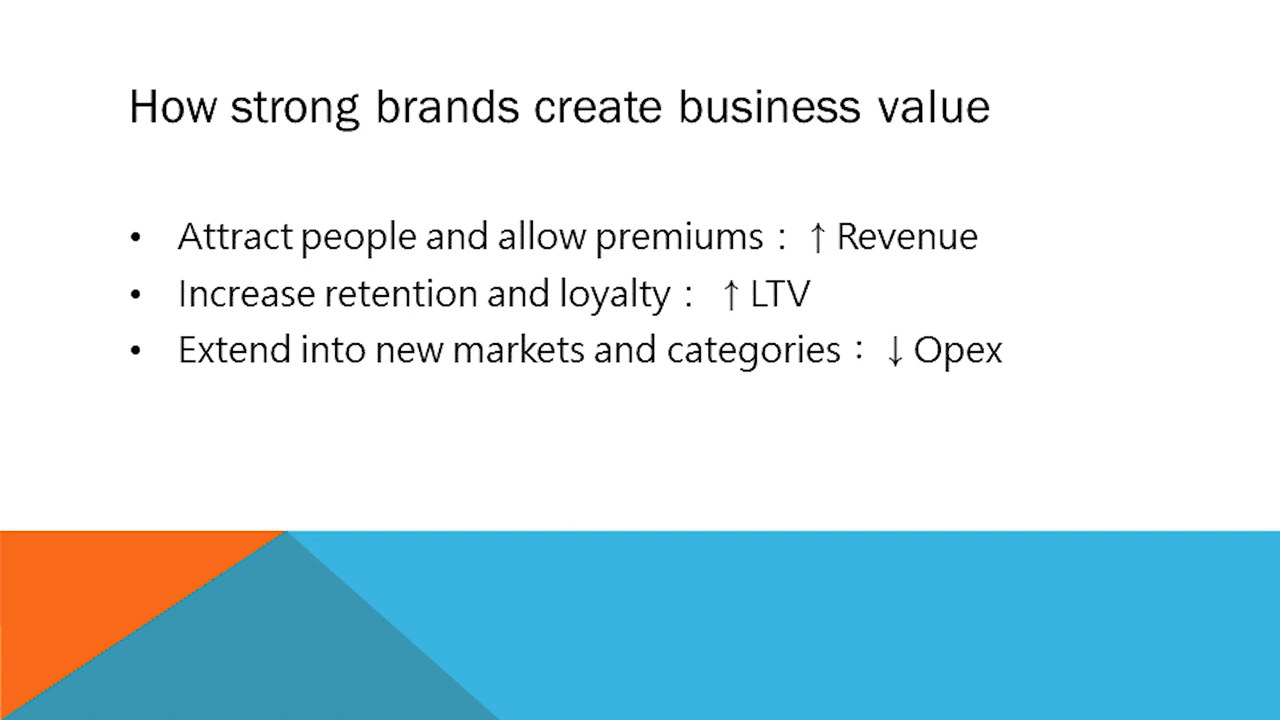 How strong brands create business value
• Attract people and allow premiums： ↑ Revenue
• Increase retention and loyalty： ↑ LTV
• Extend into new markets and categories： ↓ Opex